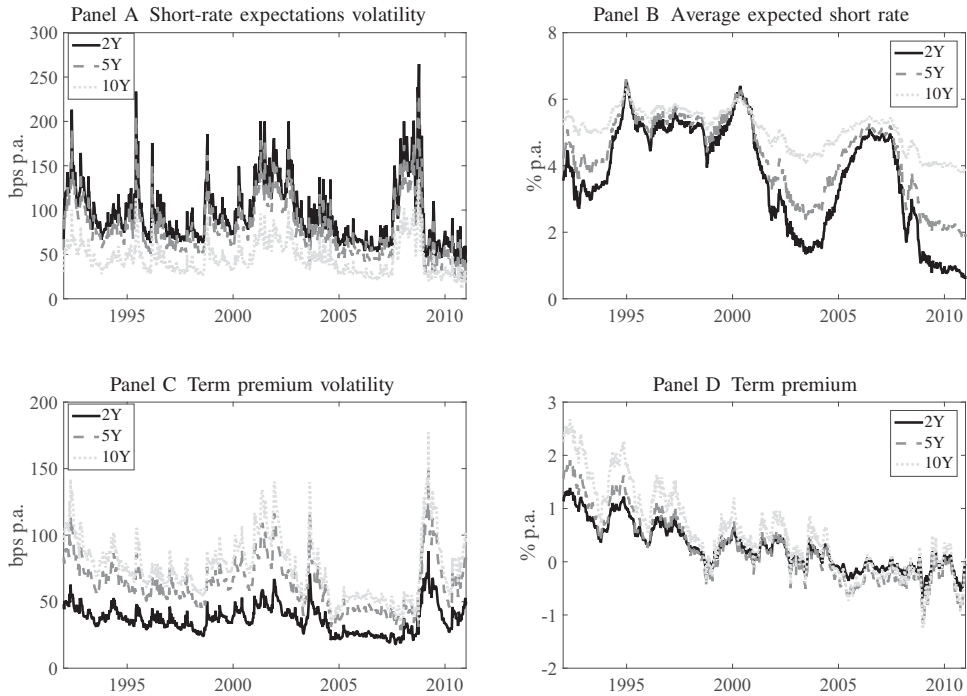 Panel A Short-rate expectations volatility
300
250
200
150
100
50
0
bps p.a.
2Y
5Y
10Y
1995 2000 2005 2010
Panel B Average expected short rate
8
6
4
2
0
% p.a.
2Y
5Y
10Y
1995 2000 2005 2010
Panel C Term premium volatility
200
150
100
50
0
bps p.a.
2Y
5Y
10Y
1995 2000 2005 2010
Panel D Term premium
3
2
1
0
-1
-2
% p.a.
2Y
5Y
10Y
1995 2000 2005 2010